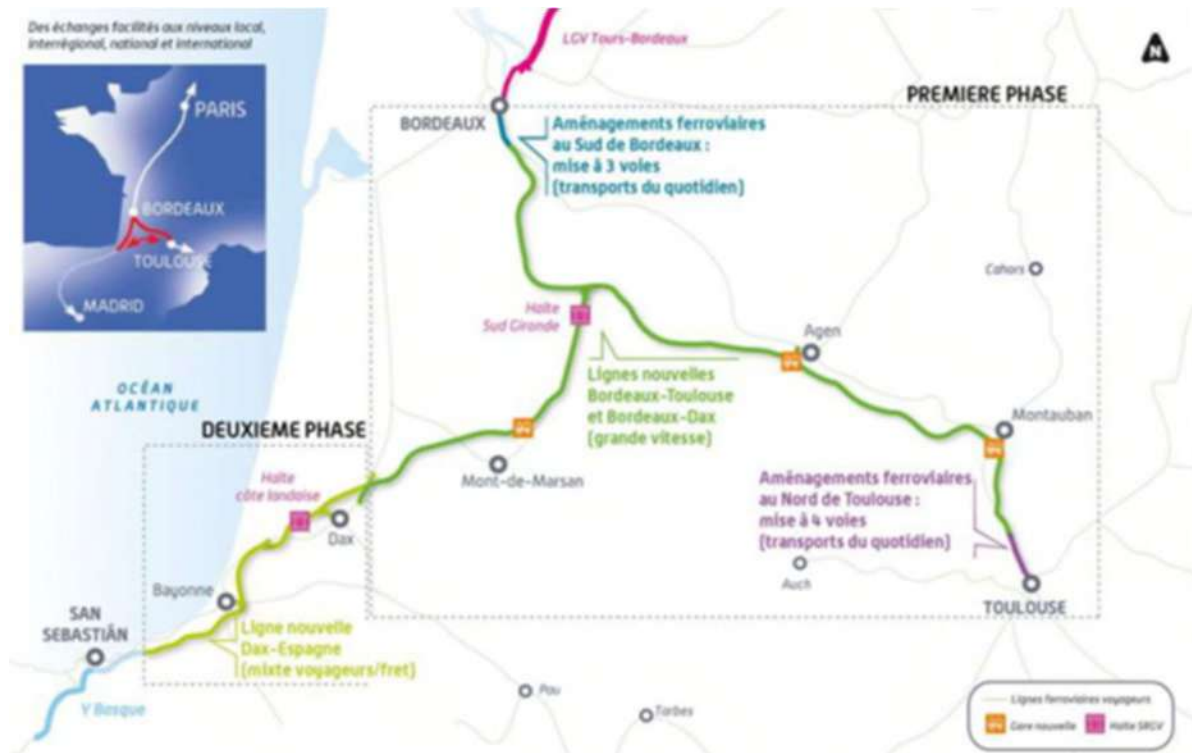 Des échanges facilités aux niveaux local,
interrégional, national et international
PARIS
BORDEAUX
TOULOUSE
MADRID
LGV Tours-Bordeaux
N
PREMIERE PHASE
BORDEAUX
Aménagements ferroviaires
au Sud de Bordeaux :
mise à 3 voies
(transports du quotidien)
Cahors
Halte
Sud Gironde
Agen
Lignes nouvelles
Bordeaux-Toulouse
et Bordeaux-Dax
(grande vitesse)
OCÉAN
ATLANTIQUE
DEUXIEME PHASE
Montauban
Mont-de-Marsan
Halte
côte landaise
Aménagements ferroviaires
au Nord de Toulouse :
mise à 4 voies
(transports du quotidien)
Dax
Auch
Bayonne
TOULOUSE
SAN
SEBASTIÁN
Ligne nouvelle
Dax-Espagne
(mixte voyageurs/fret)
Y Basque
Pau
Tarbes
Lignes ferroviaires voyageurs
Gare nouvelle
Halte SRGV